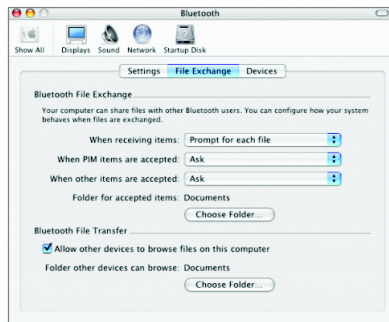 Bluetooth
Show All Displays Sound Network Startup Disk
Settings File Exchange Devices
Bluetooth File Exchange
Your computer can share files with other Bluetooth users. You can configure how your system
behaves when files are exchanged.
When receiving items: Prompt for each file
When PIM items are accepted: Ask
When other items are accepted: Ask
Folder for accepted items: Documents
Choose Folder...
Bluetooth File Transfer
Allow other devices to browse files on this computer
Folder other devices can browse: Documents
Choose Folder...